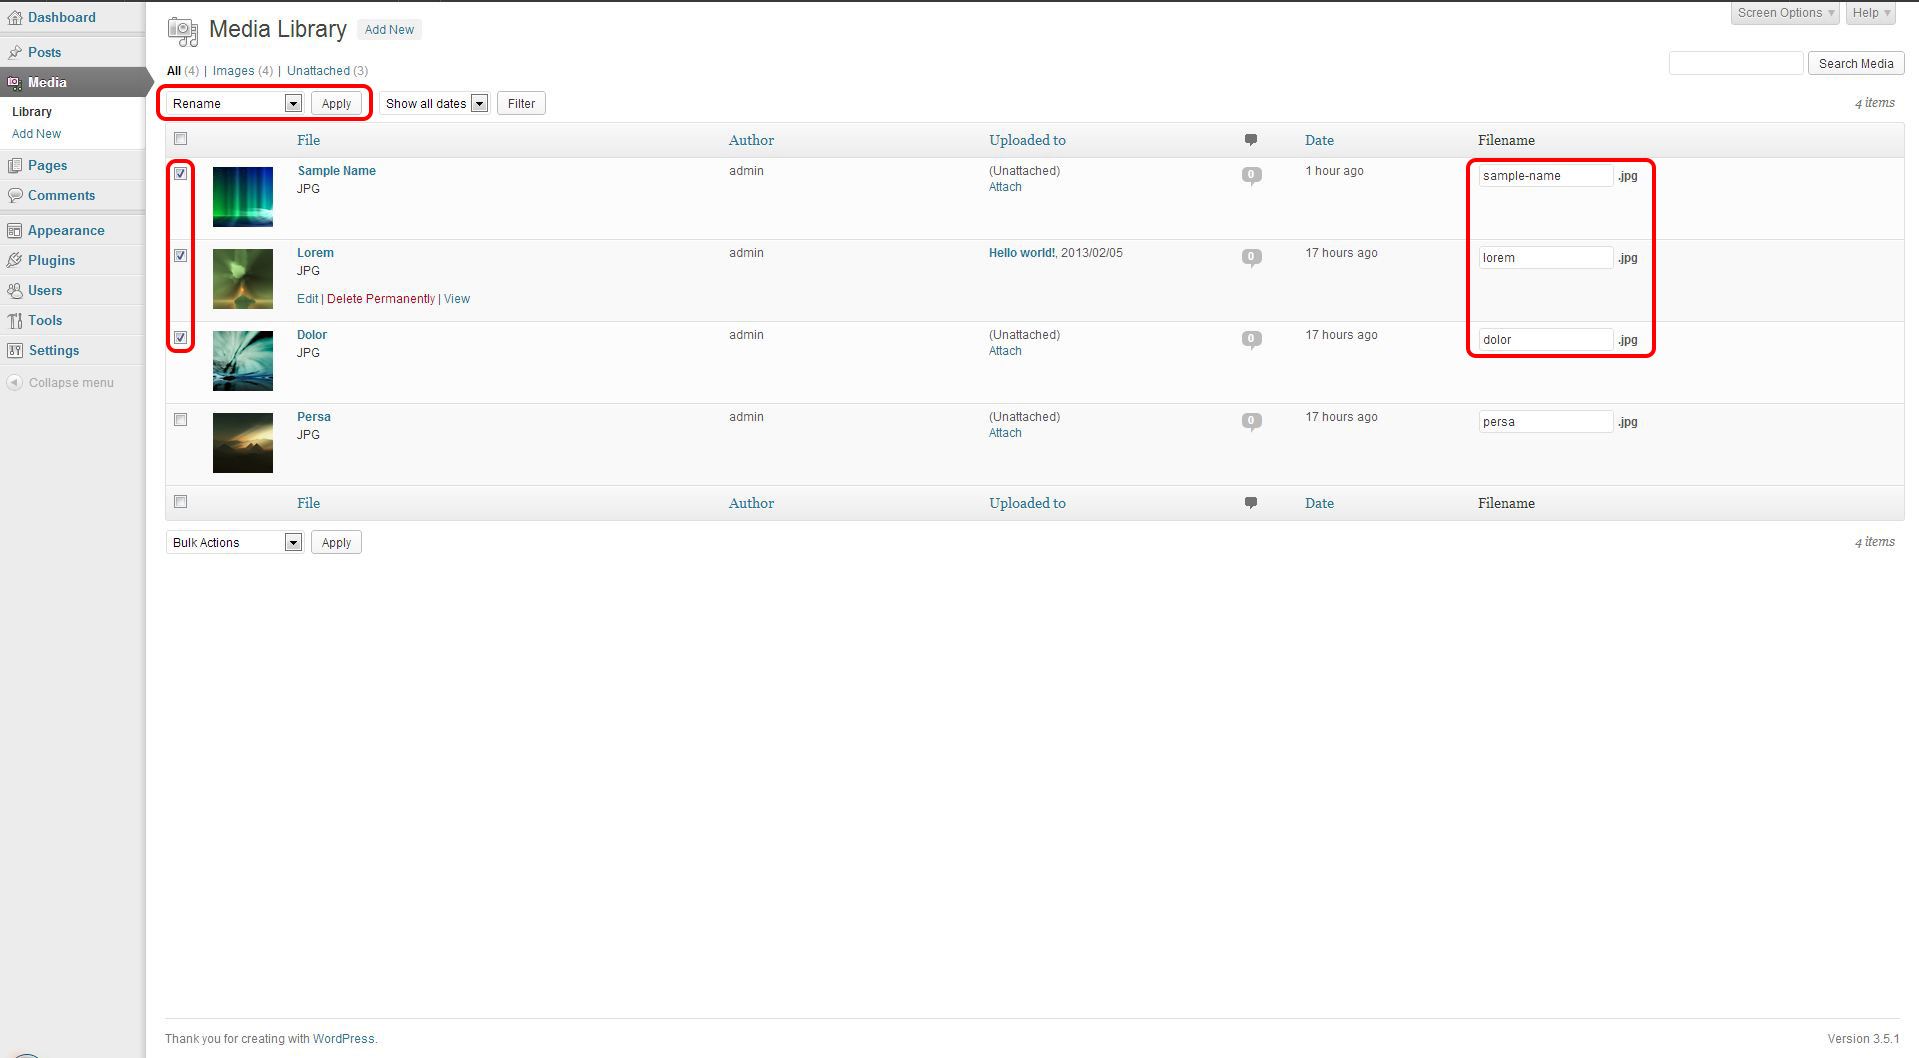 Dashboard
Posts
Media
Library
Add New
Pages
Comments
Appearance
Plugins
Users
Tools
Settings
Collapse menu
Screen Options
Help
Media Library Add New
All (4) | Images (4) | Unattached (3)
Search Media
Rename Apply Show all dates Filter
4 items
File Author Uploaded to Date Filename
Sample Name admin (Unattached) 0 1 hour ago sample-name .jpg
JPG Attach
Lorem admin Hello world!, 2013/02/05 0 17 hours ago lorem .jpg
JPG
Edit | Delete Permanently | View
Dolor admin (Unattached) 0 17 hours ago dolor .jpg
JPG Attach
Persa admin (Unattached) 0 17 hours ago persa .jpg
JPG Attach
File Author Uploaded to Date Filename
Bulk Actions Apply
4 items
Thank you for creating with WordPress.
Version 3.5.1